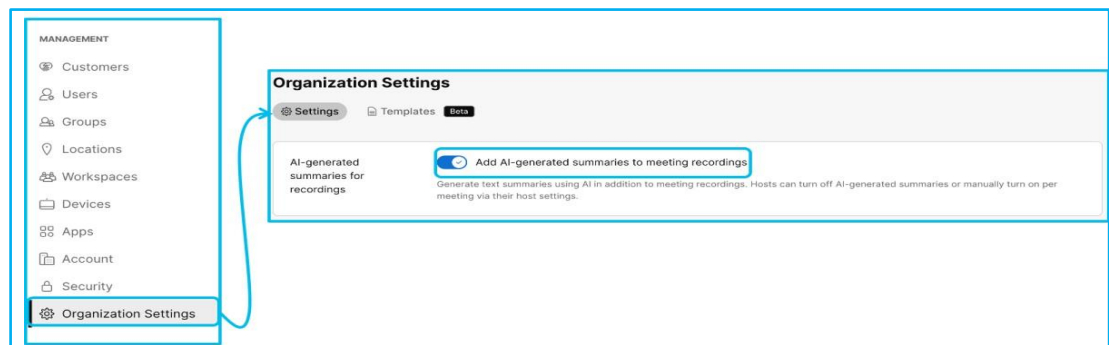 MANAGEMENT
Customers
Users
Groups
Locations
Workspaces
Devices
Apps
Account
Security
Organization Settings
Organization Settings
Settings
Templates Beta
AI-generated
summaries for
recordings
Add AI-generated summaries to meeting recordings
Generate text summaries using AI in addition to meeting recordings. Hosts can turn off AI-generated summaries or manually turn on per
meeting via their host settings.